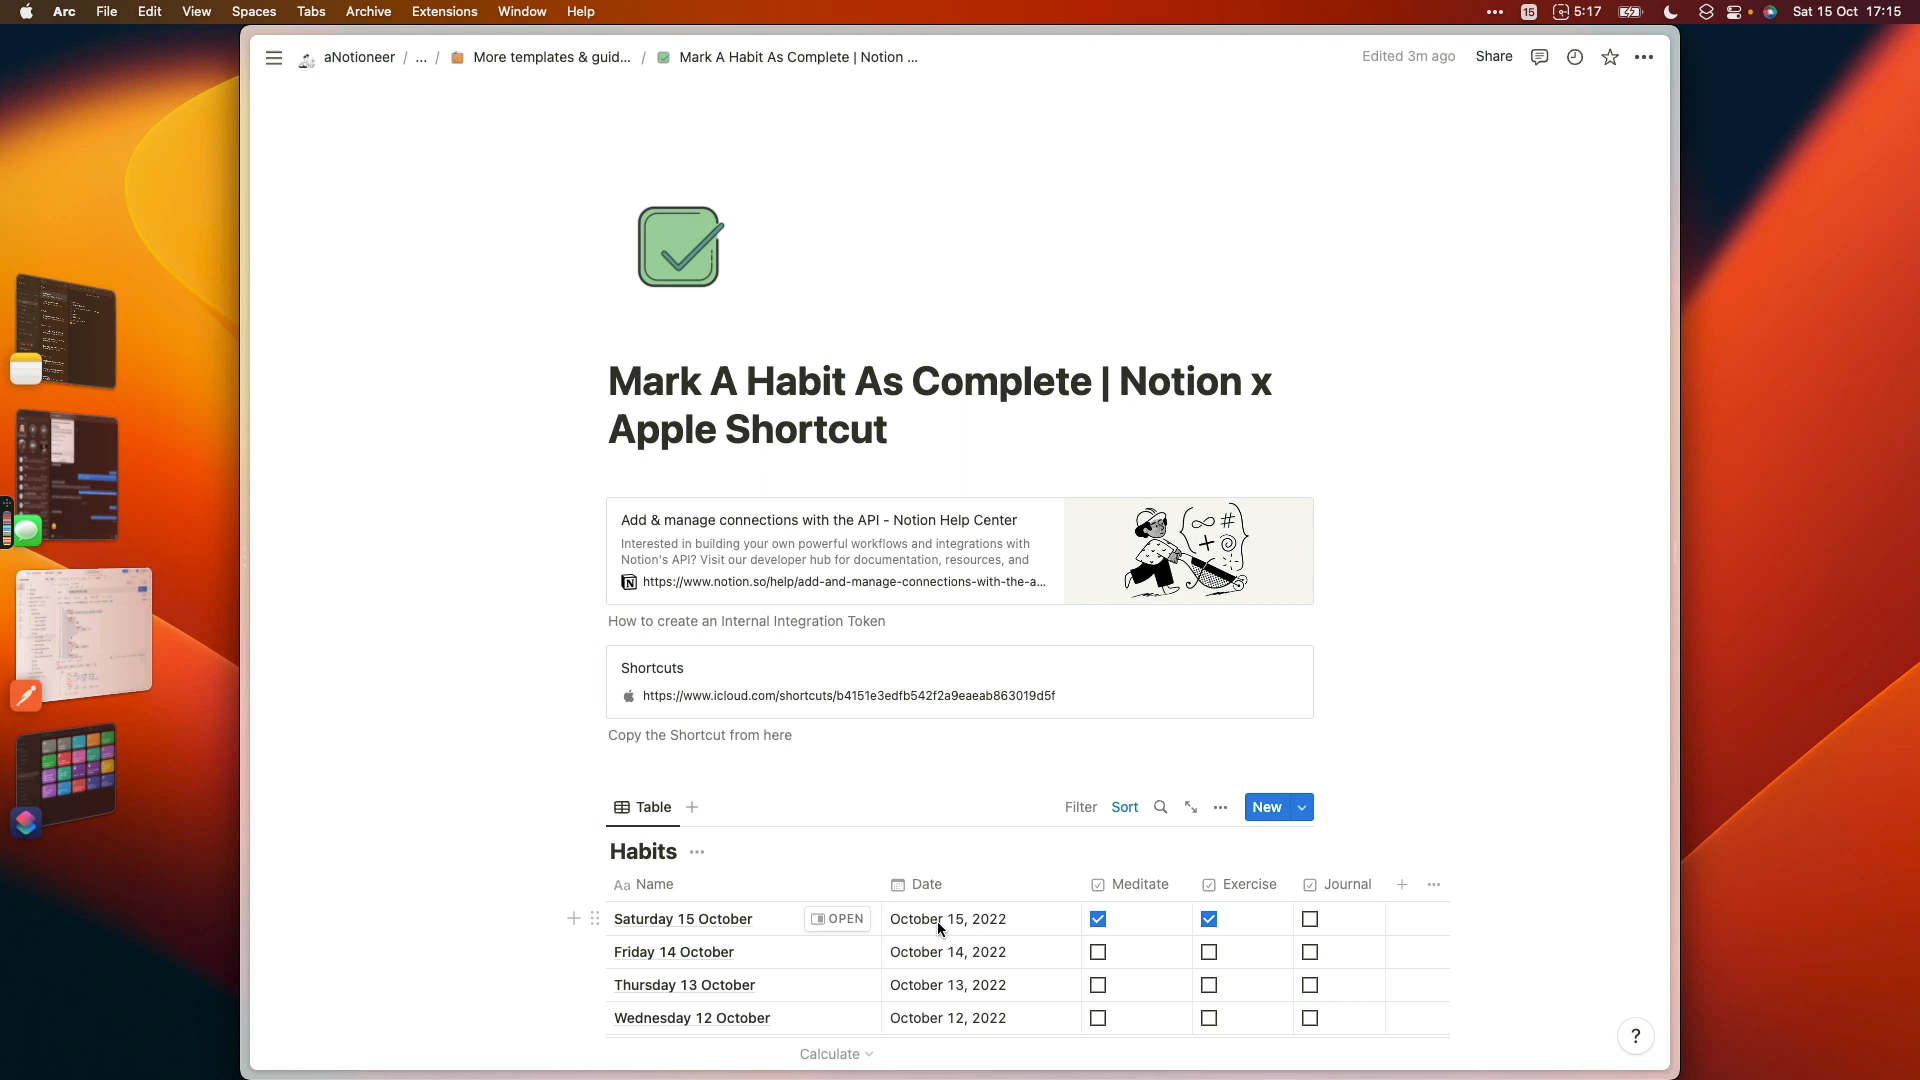 Arc File Edit View Spaces Tabs Archive Extensions Window Help 15 5:17 Sat 15 Oct 17:15
aNotioneer / ... / More templates & guid... / Mark A Habit As Complete | Notion ... Edited 3m ago Share
Mark A Habit As Complete | Notion x
Apple Shortcut
Add & manage connections with the API - Notion Help Center
Interested in building your own powerful workflows and integrations with
Notion's API? Visit our developer hub for documentation, resources, and
https://www.notion.so/help/add-and-manage-connections-with-the-a...
How to create an Internal Integration Token
Shortcuts
https://www.icloud.com/shortcuts/b4151e3edfb542f2a9eaeab863019d5f
Copy the Shortcut from here
Table Filter Sort New
Habits
Aa Name Date Meditate Exercise Journal
Saturday 15 October OPEN October 15, 2022
Friday 14 October October 14, 2022
Thursday 13 October October 13, 2022
Wednesday 12 October October 12, 2022
Calculate
?